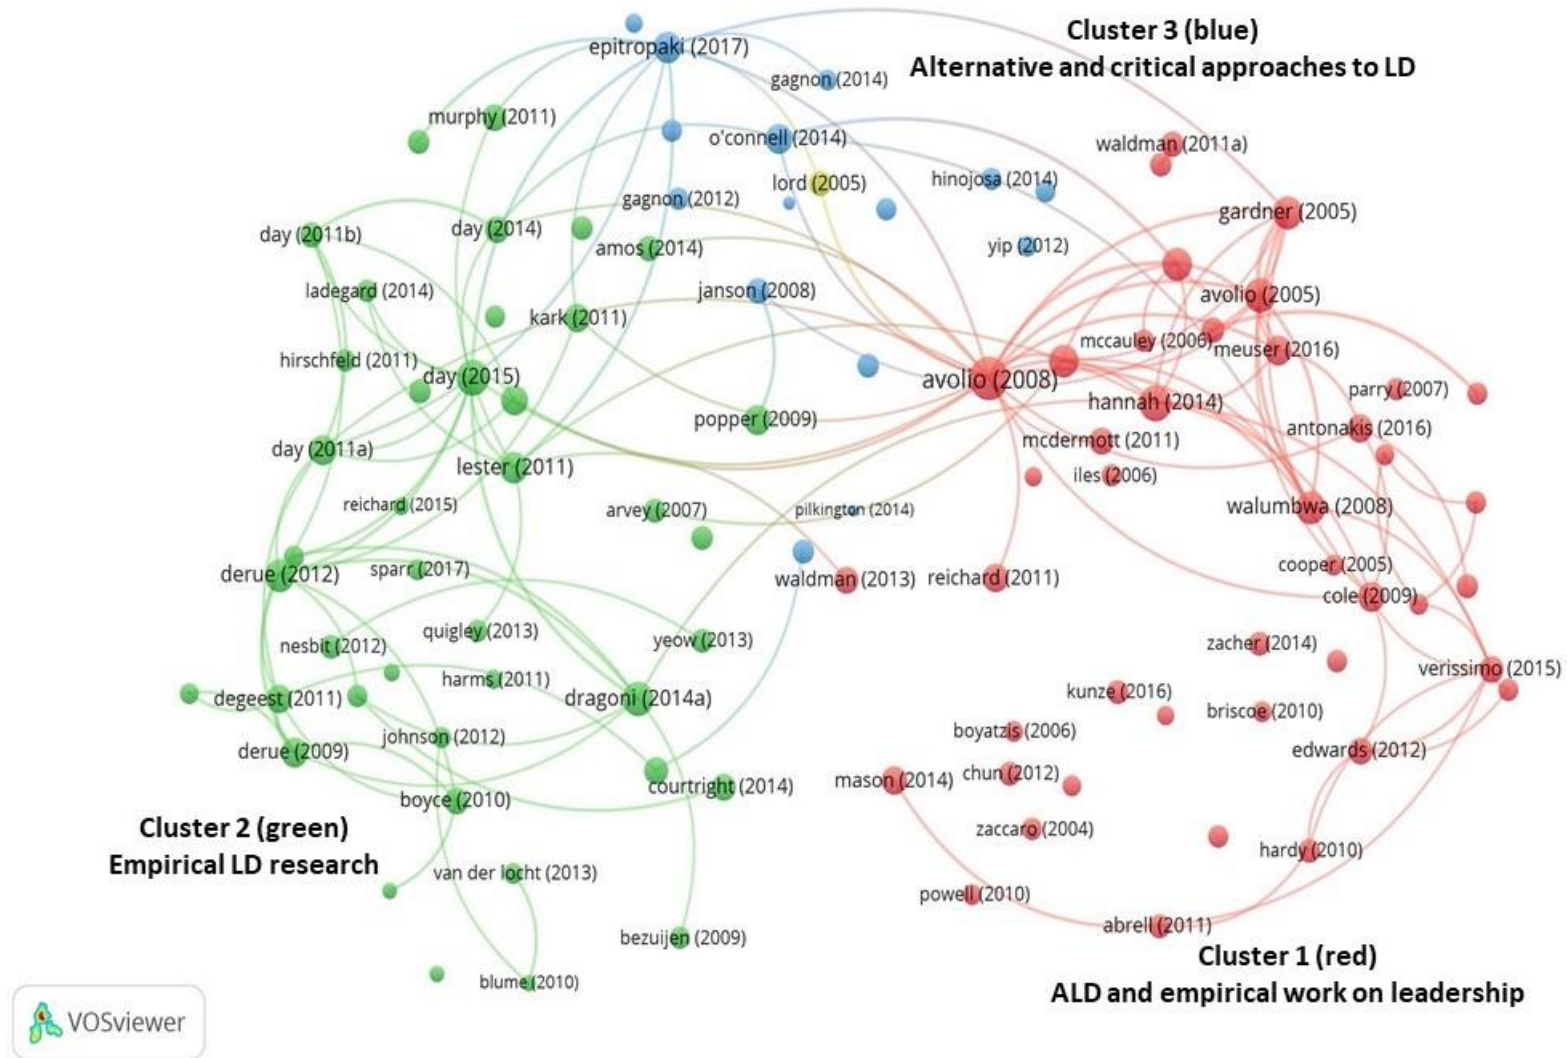 Cluster 3 (blue)
Alternative and critical approaches to LD
epitropaki (2017)
gagnon (2014)
murphy (2011)
o'connell (2014)
waldman (2011a)
lord (2005)
hinojosa (2014)
gagnon (2012)
gardner (2005)
day (2011b)
day (2014)
amos (2014)
yip (2012)
ladegard (2014)
janson (2008)
avolio (2005)
kark (2011)
mccauley (2006)
meuser (2016)
hirschfeld (2011)
day (2015)
avolio (2008)
parry (2007)
hannah (2014)
popper (2009)
antonakis (2016)
day (2011a)
mcdermott (2011)
lester (2011)
iles (2006)
reichard (2015)
arvey (2007)
pilkington (2014)
walumbwa (2008)
cooper (2005)
derue (2012)
sparr (2017)
waldman (2013)
reichard (2011)
cole (2009)
nesbit (2012)
quigley (2013)
yeow (2013)
zacher (2014)
verissimo (2015)
harms (2011)
degeest (2011)
dragoni (2014a)
kunze (2016)
briscoe (2010)
johnson (2012)
boyatzis (2006)
derue (2009)
edwards (2012)
mason (2014)
chun (2012)
courtright (2014)
boyce (2010)
Cluster 2 (green)
Empirical LD research
zaccaro (2004)
hardy (2010)
van der locht (2013)
powell (2010)
abrell (2011)
bezuijen (2009)
Cluster 1 (red)
ALD and empirical work on leadership
blume (2010)
VOSviewer